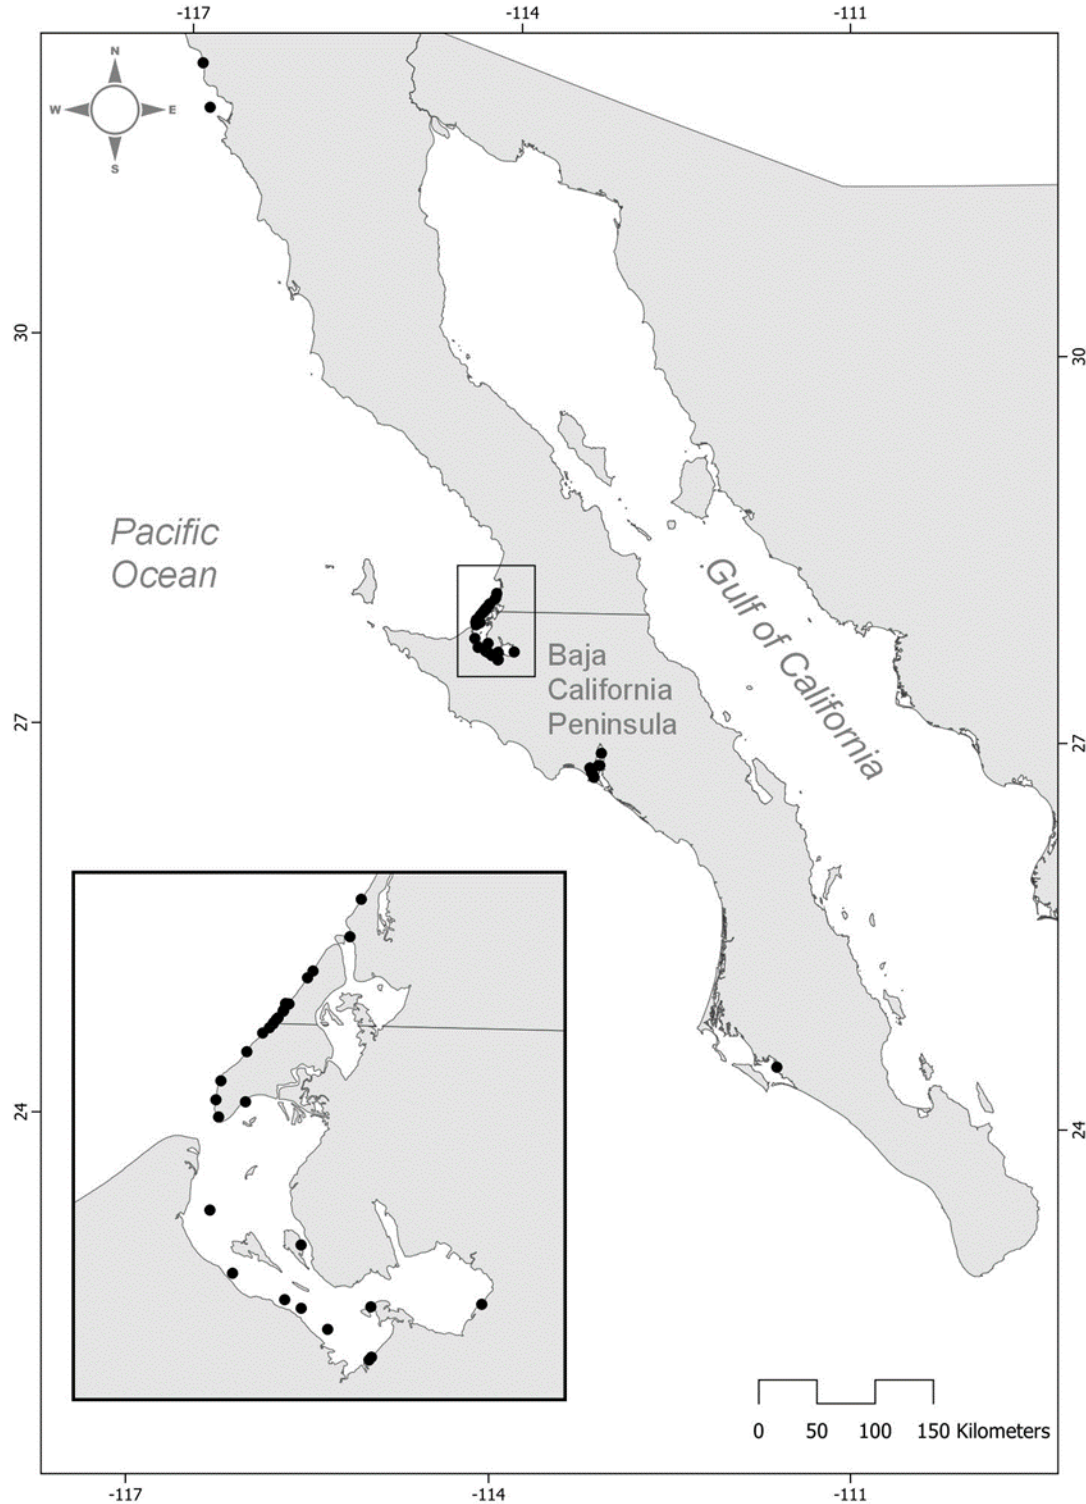 -117
-114
-111
N
W
E
S
30
30
Pacific
Ocean
Gulf of California
Baja
California
Peninsula
27
27
24
24
0
50
100
150 Kilometers
-117
-114
-111